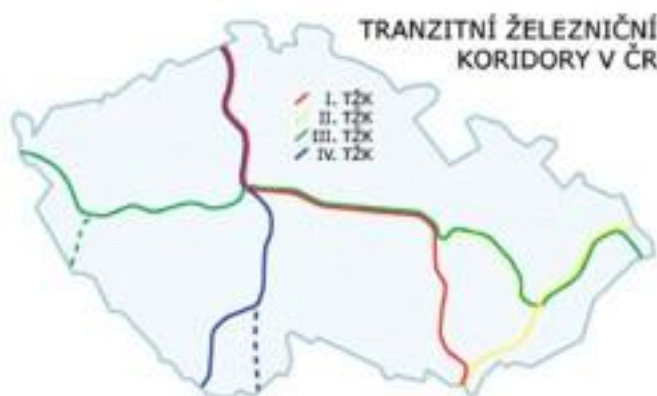 TRANZITNÍ ŽELEZNIČNÍ
KORIDORY V ČR
I. TŽK
II. TŽK
III. TŽK
IV. TŽK